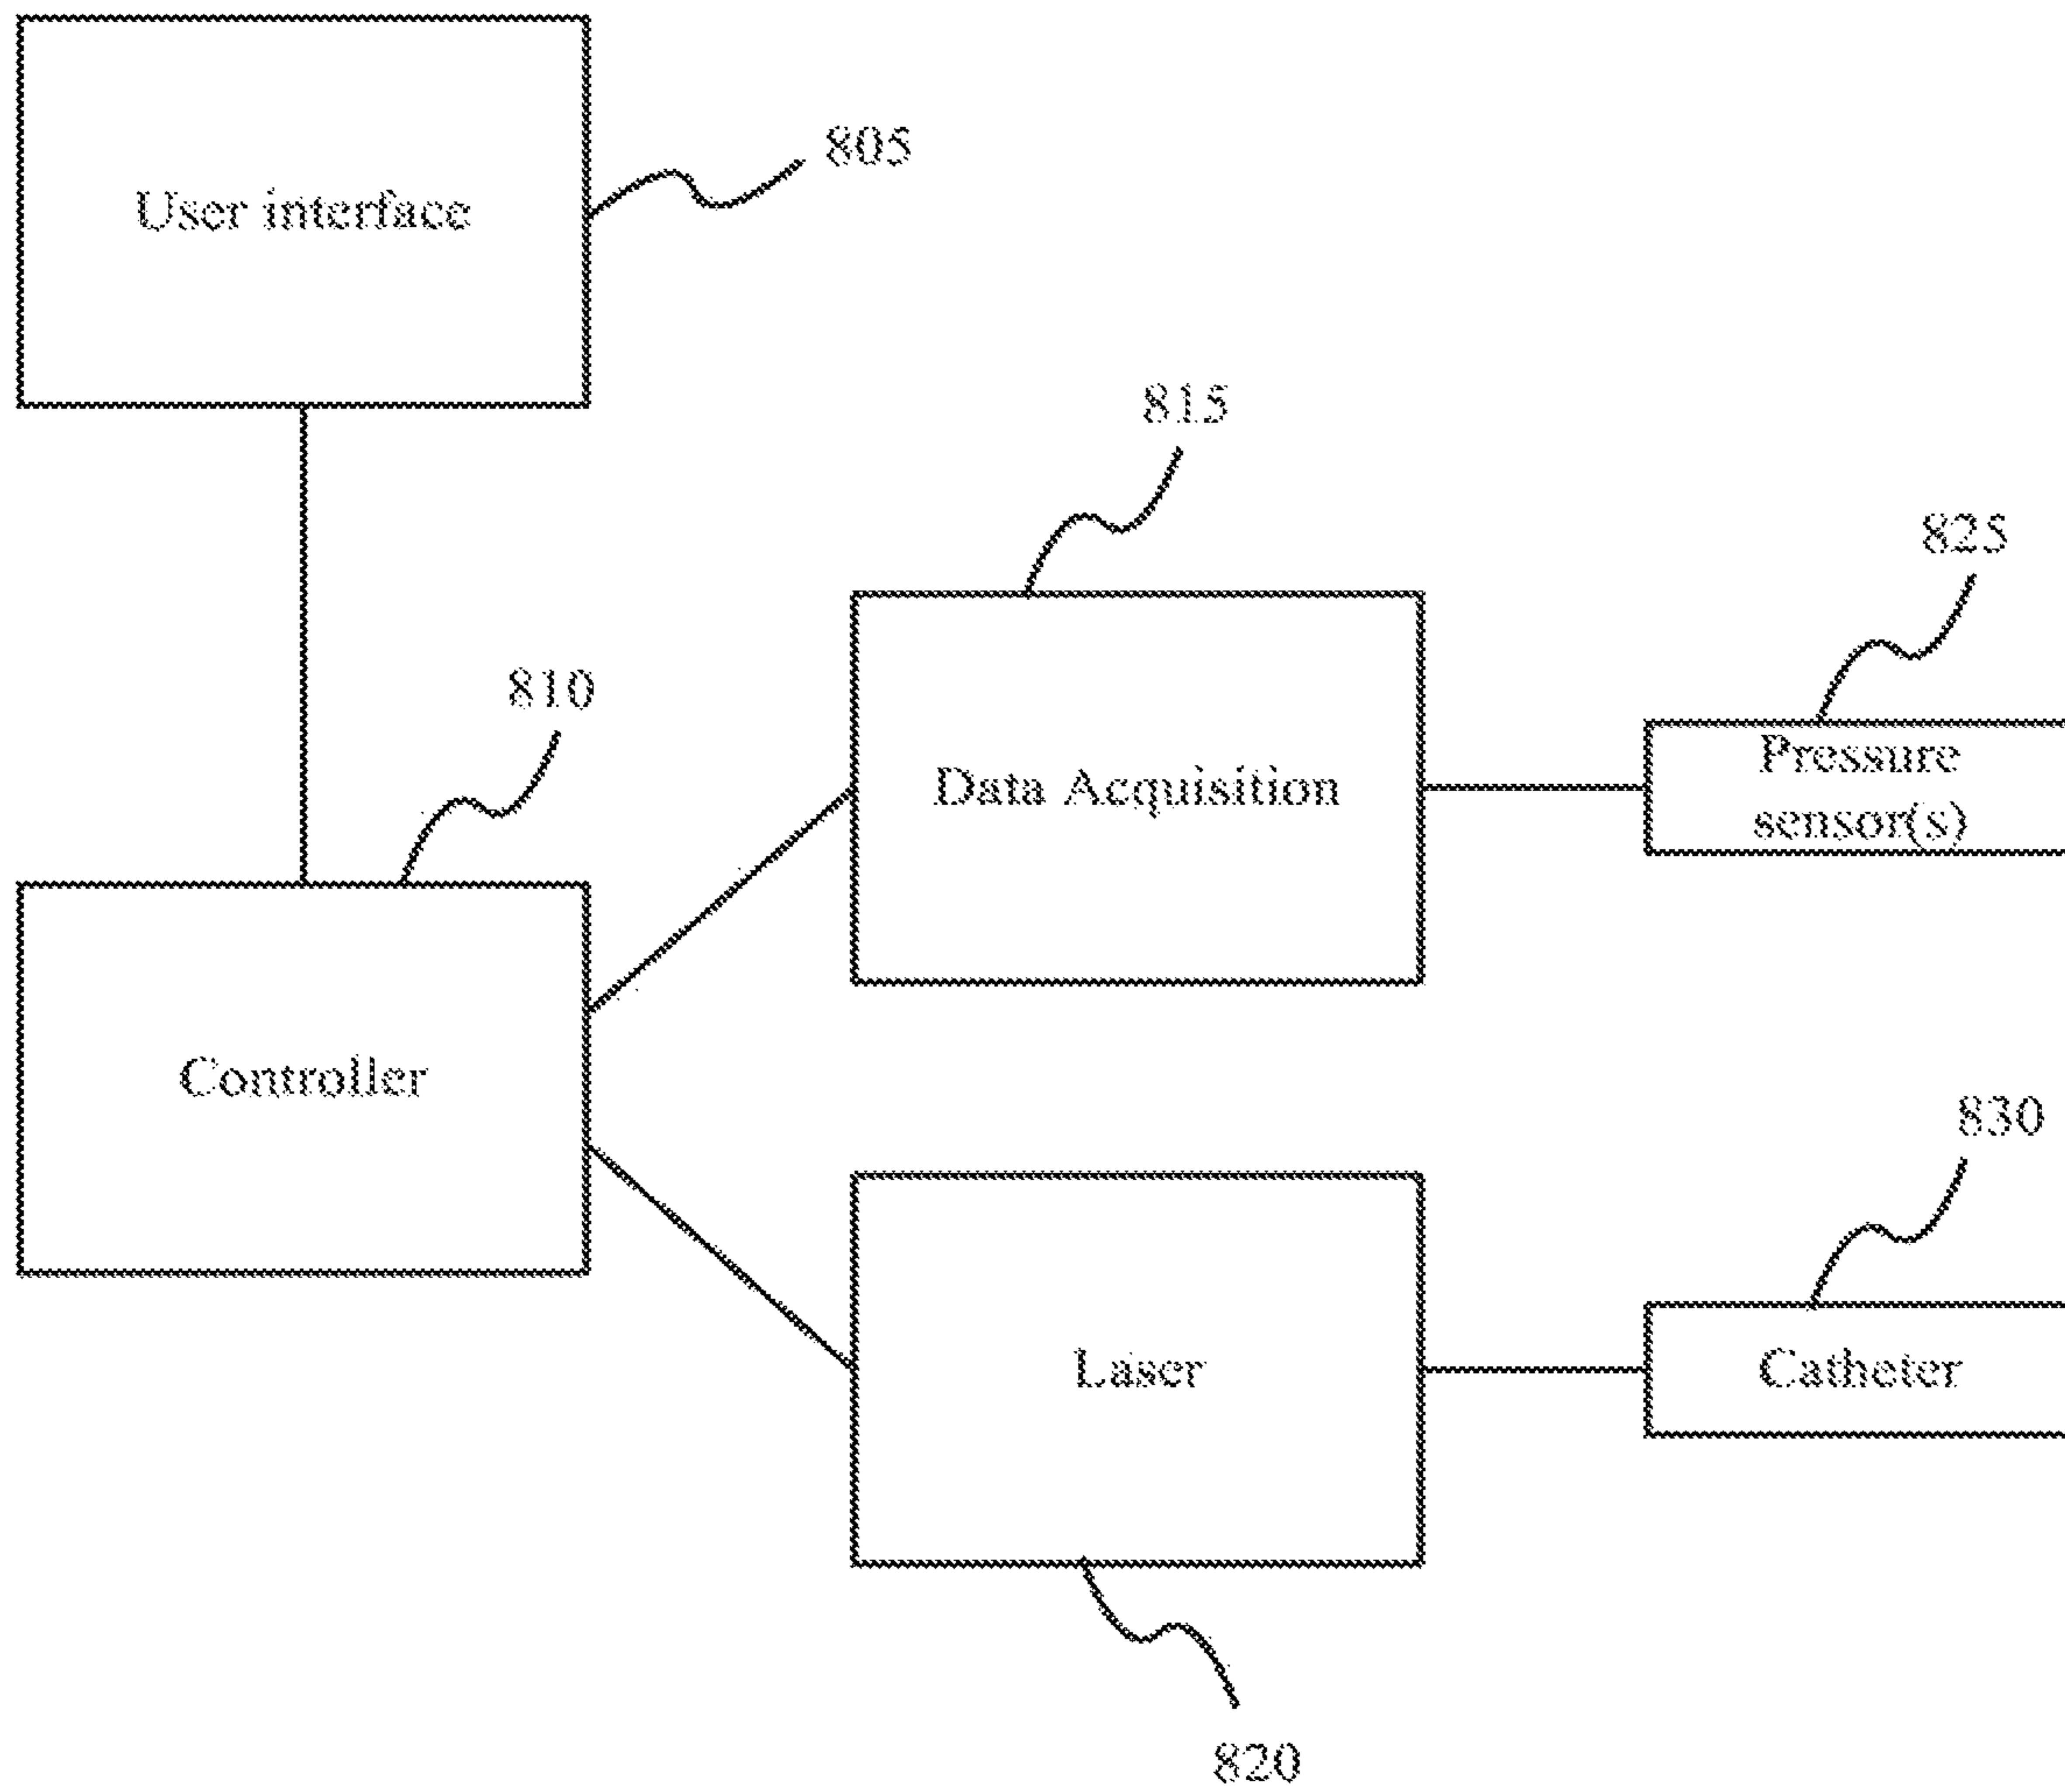 User interface
805
815
825
810
Data Acquisition
Pressure
sensor(s)
Controller
830
Laser
Catheter
820